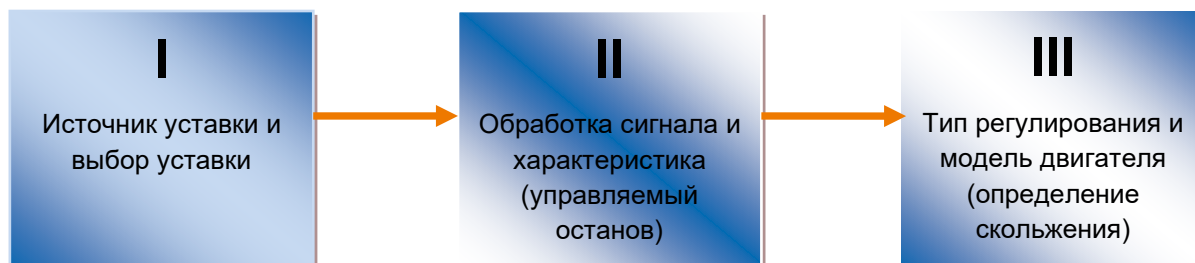 I
Источник уставки и
выбор уставки
II
Обработка сигнала и
характеристика
(управляемый
останов)
III
Тип регулирования и
модель двигателя
(определение
скольжения)